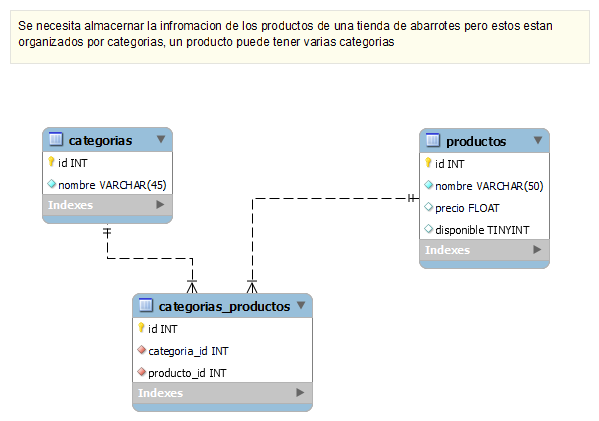 Se necesita almacernar la infromacion de los productos de una tienda de abarrotes pero estos estan
organizados por categorias, un producto puede tener varias categorias
categorias
id INT
nombre VARCHAR(45)
Indexes
productos
id INT
nombre VARCHAR(50)
precio FLOAT
disponible TINYINT
Indexes
categorias_productos
id INT
categoria_id INT
producto_id INT
Indexes